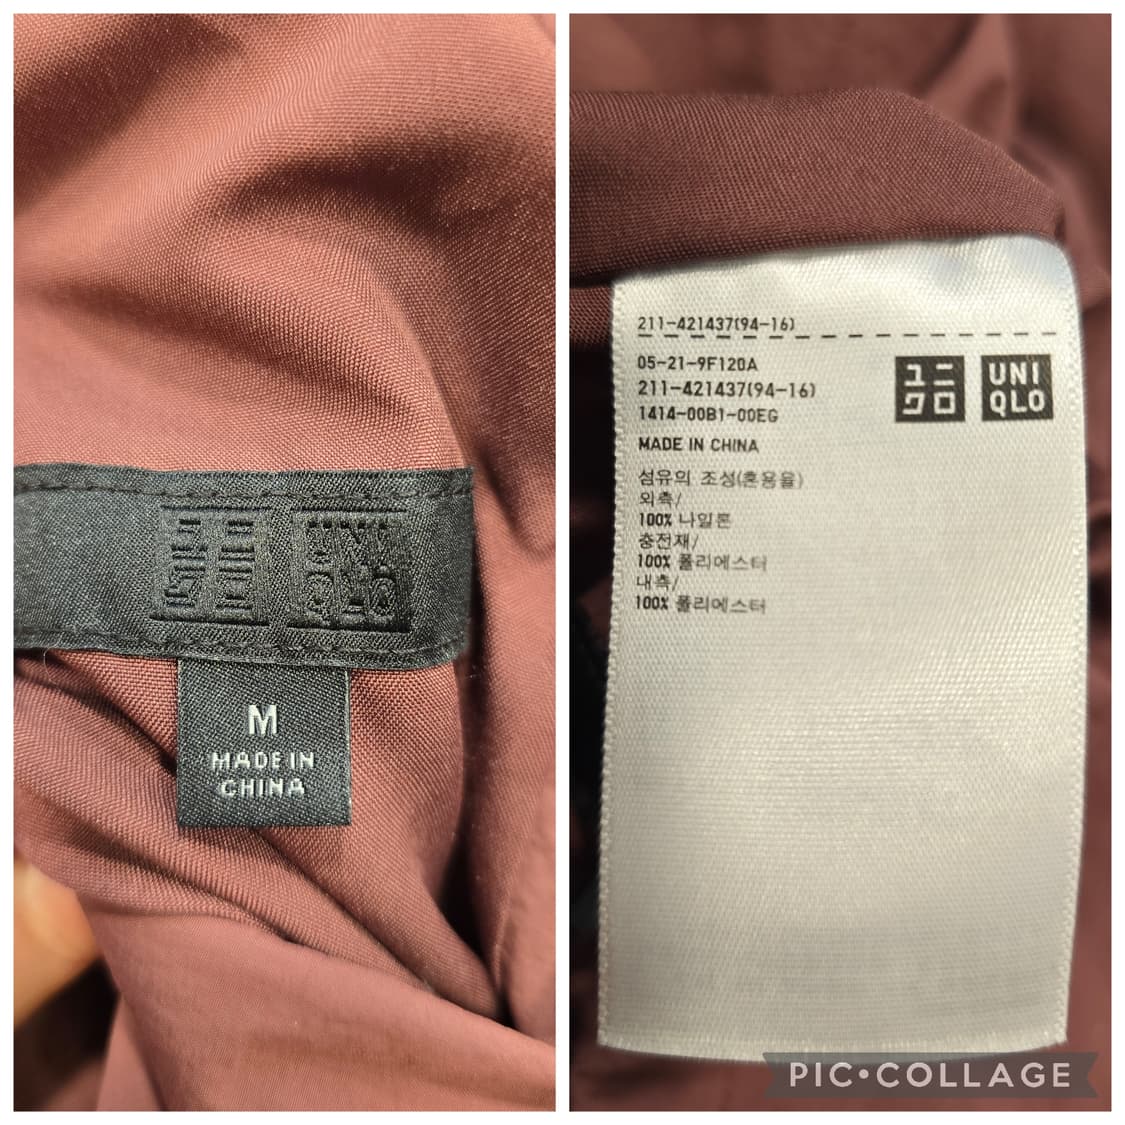 ユニ
クロ
UNI
QLO
M
MADE IN
CHINA
211-421437(94-16)
05-21-9F120A
211-421437(94-16)
1414-00B1-00EG
MADE IN CHINA
ユニ
クロ
UNI
QLO
섬유의 조성(혼용율)
외측/
100% 나일론
충전재/
100% 폴리에스터
내측/
100% 폴리에스터
PIC•COLLAGE